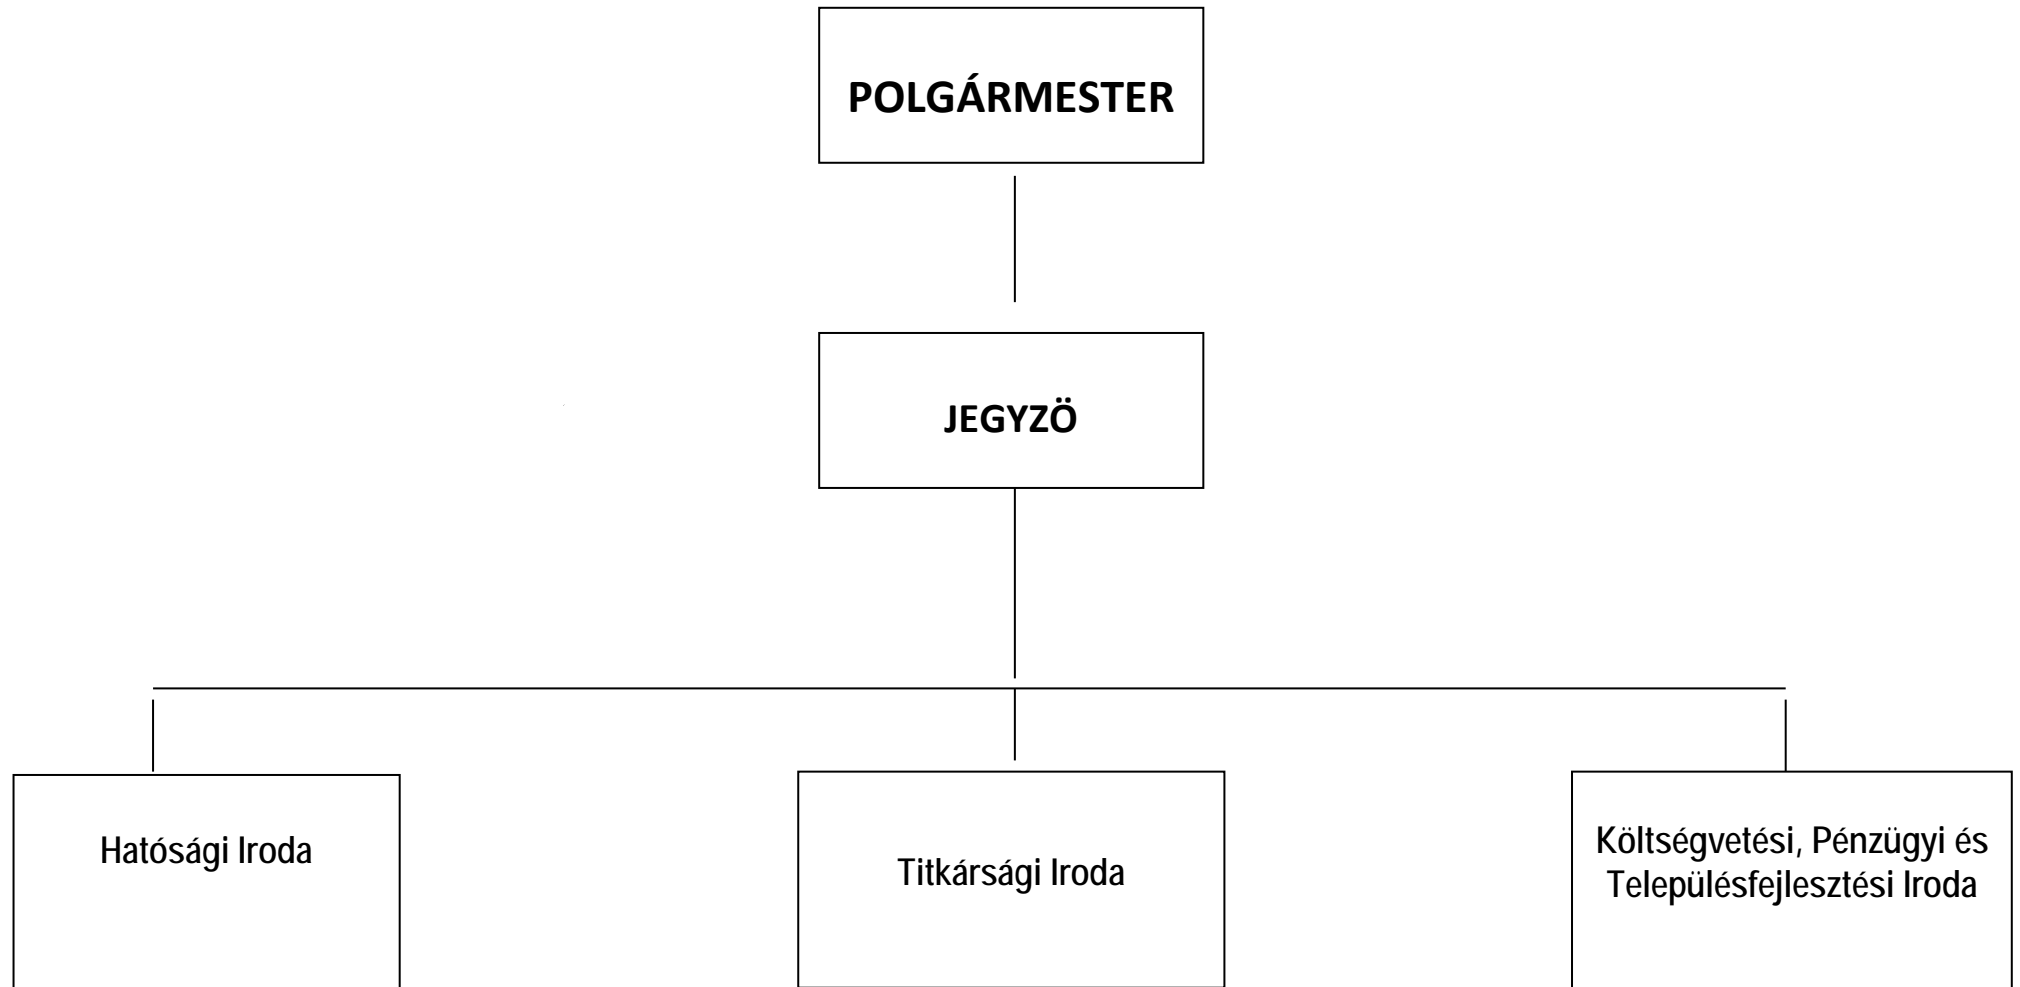 POLGÁRMESTER
JEGYZÖ
Hatósági Iroda
Titkársági Iroda
Költségvetési, Pénzügyi és
Településfejlesztési Iroda